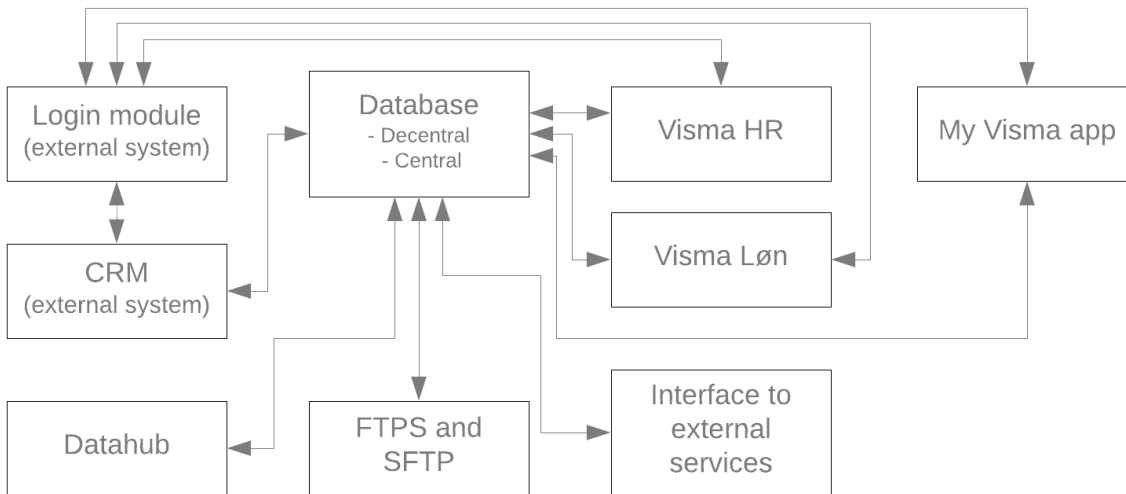 Login module
(external system)
Database
- Decentral
- Central
Visma HR
My Visma app
CRM
(external system)
Visma Løn
Datahub
FTPS and
SFTP
Interface to
external
services